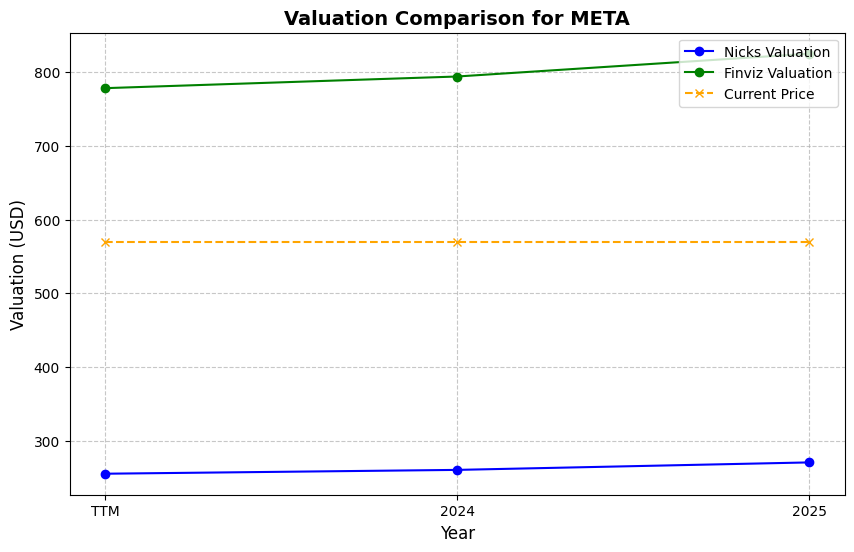 Valuation Comparison for META
Nicks Valuation
Finviz Valuation
Current Price
Valuation (USD)
800
700
600
500
400
300
TTM
2024
2025
Year